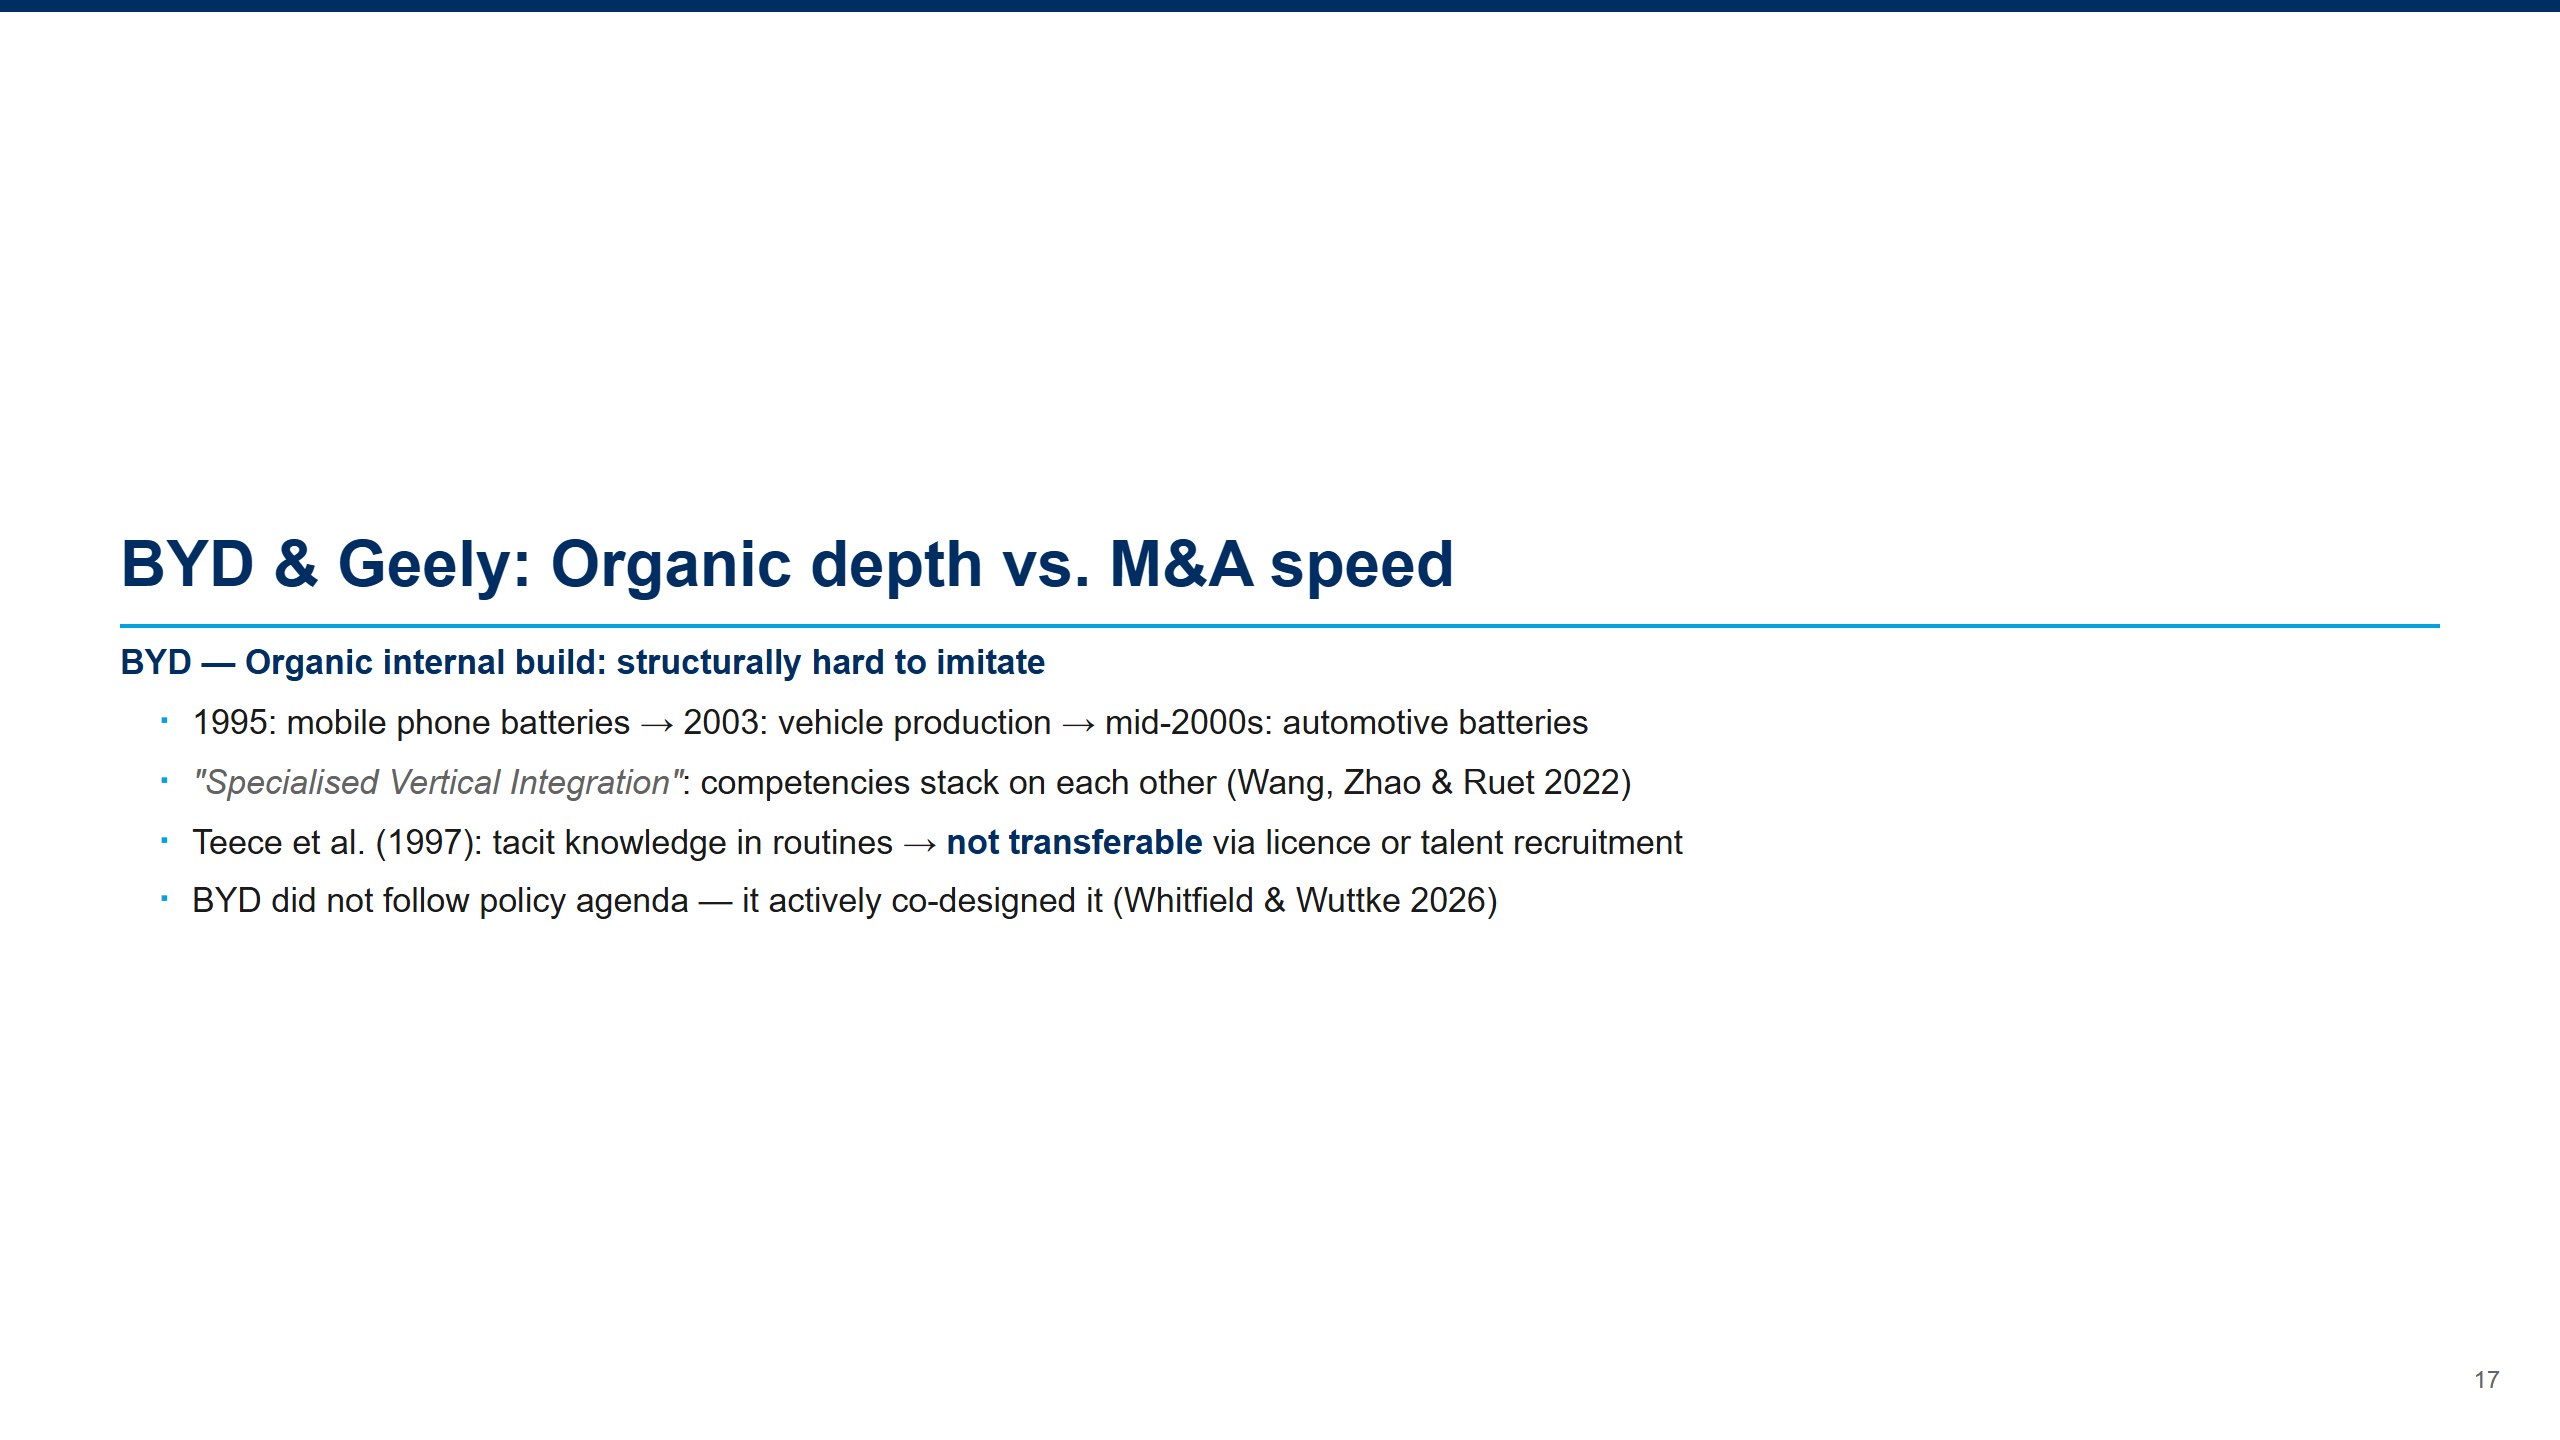 BYD & Geely: Organic depth vs. M&A speed
BYD — Organic internal build: structurally hard to imitate
▪ 1995: mobile phone batteries → 2003: vehicle production → mid-2000s: automotive batteries
▪ "Specialised Vertical Integration": competencies stack on each other (Wang, Zhao & Ruet 2022)
▪ Teece et al. (1997): tacit knowledge in routines → not transferable via licence or talent recruitment
▪ BYD did not follow policy agenda — it actively co-designed it (Whitfield & Wuttke 2026)
17